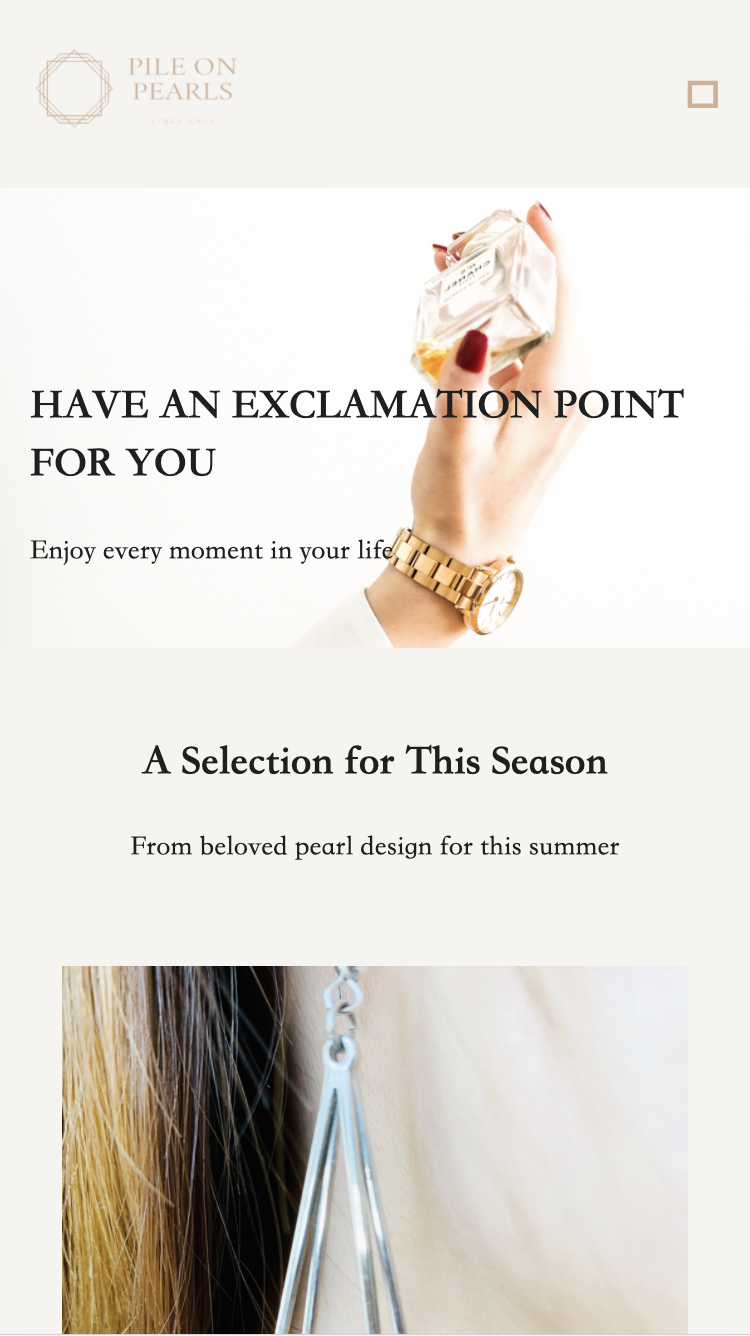 PILE ON
PEARLS
HAVE AN EXCLAMATION POINT
FOR YOU
Enjoy every moment in your life
A Selection for This Season
From beloved pearl design for this summer